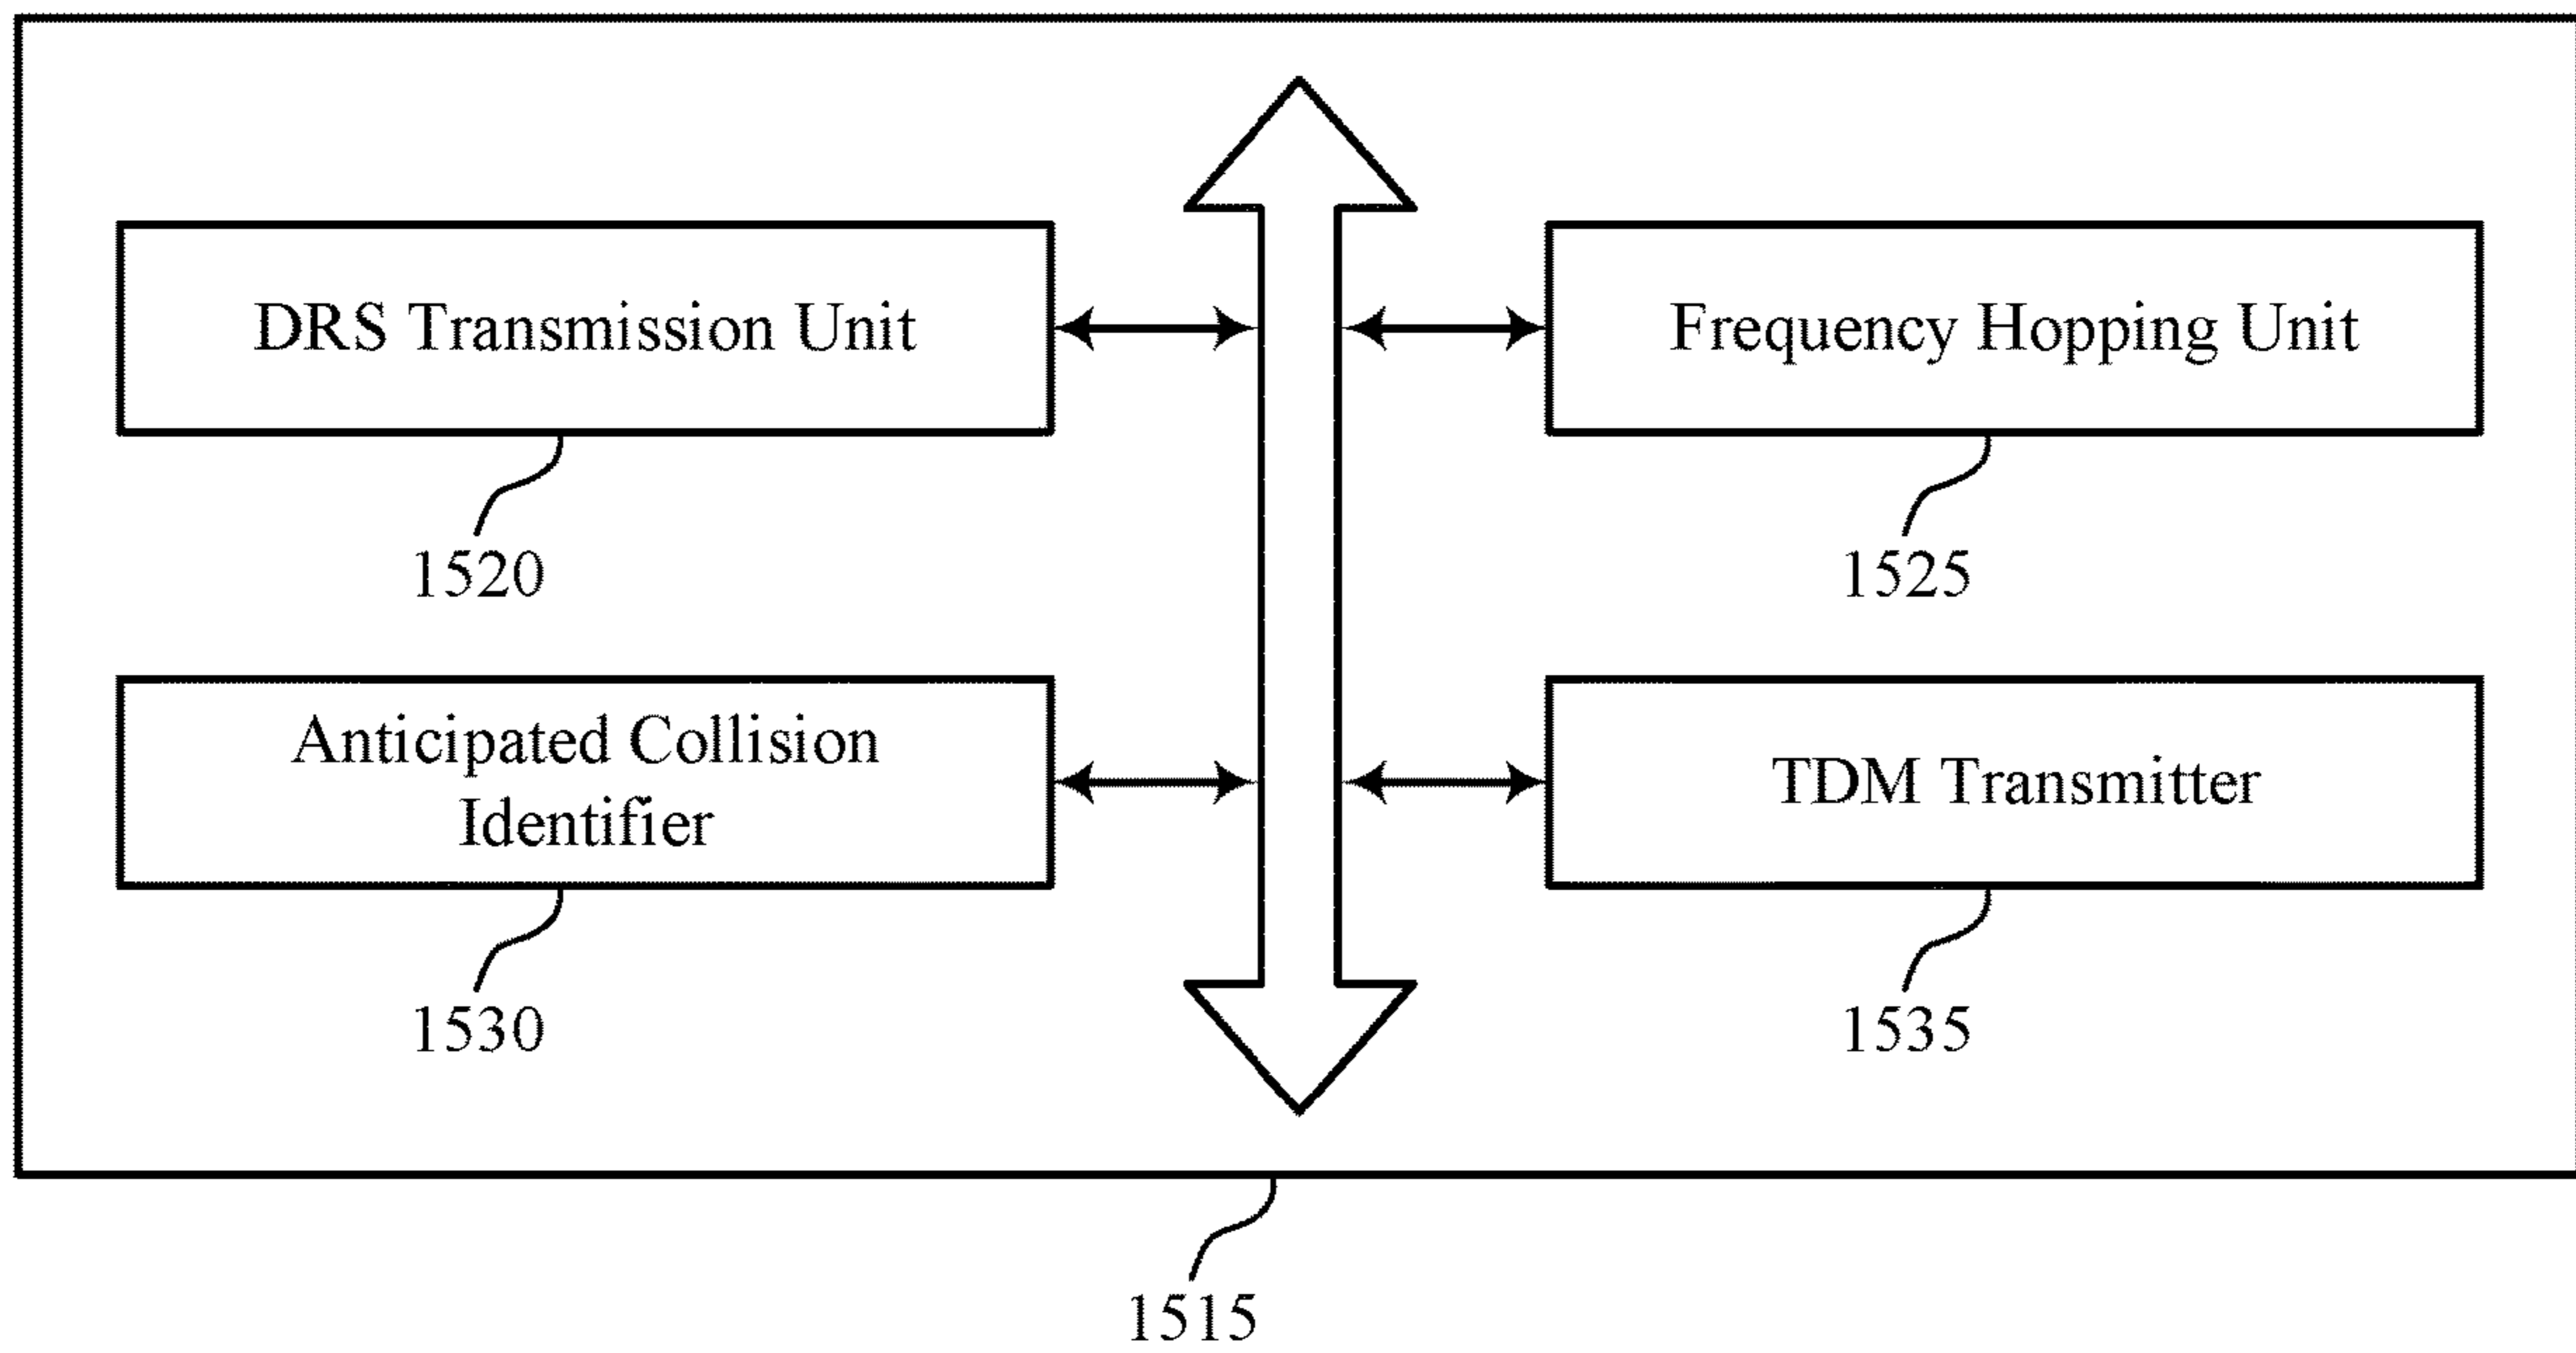 DRS Transmission Unit
Frequency Hopping Unit
1520
1525
Anticipated Collision
Identifier
TDM Transmitter
1530
1535
1515